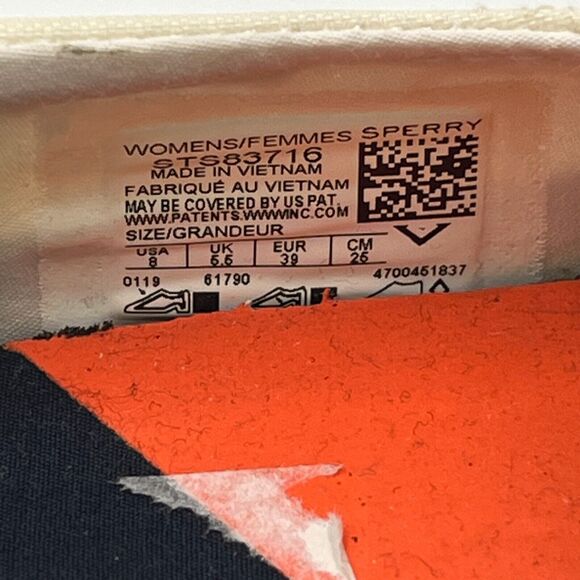 WOMENS/FEMMES SPERRY
STS83716
MADE IN VIETNAM
FABRIQUÉ AU VIETNAM
MAY BE COVERED BY US PAT.
WWW.PATENTS.WWWINC.COM
SIZE/GRANDEUR
USA UK EUR CM
8 5.5 39 25
0119 61790 4700451837